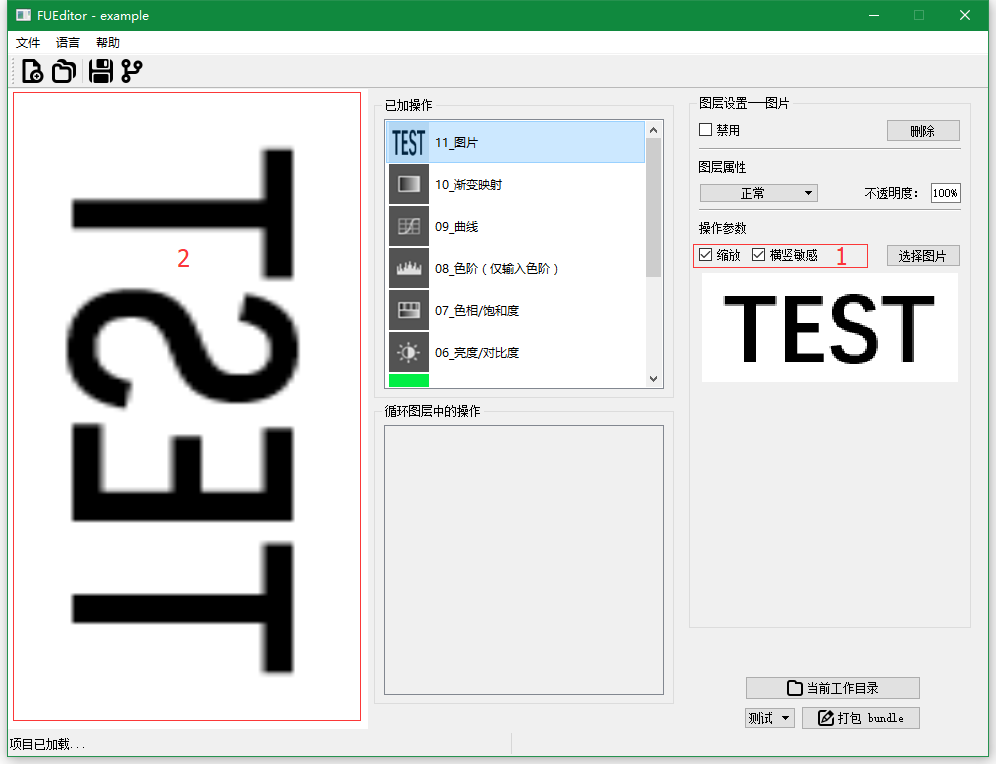 FUEditor - example
文件 语言 帮助
TEST
2
已加操作
TEST 11_图片
10_渐变映射
09_曲线
08_色阶（仅输入色阶）
07_色相/饱和度
06_亮度/对比度
循环图层中的操作
图层设置——图片
禁用 删除
图层属性
正常 不透明度： 100%
操作参数
缩放 横竖敏感 1 选择图片
TEST
当前工作目录
测试 打包 bundle
项目已加载...